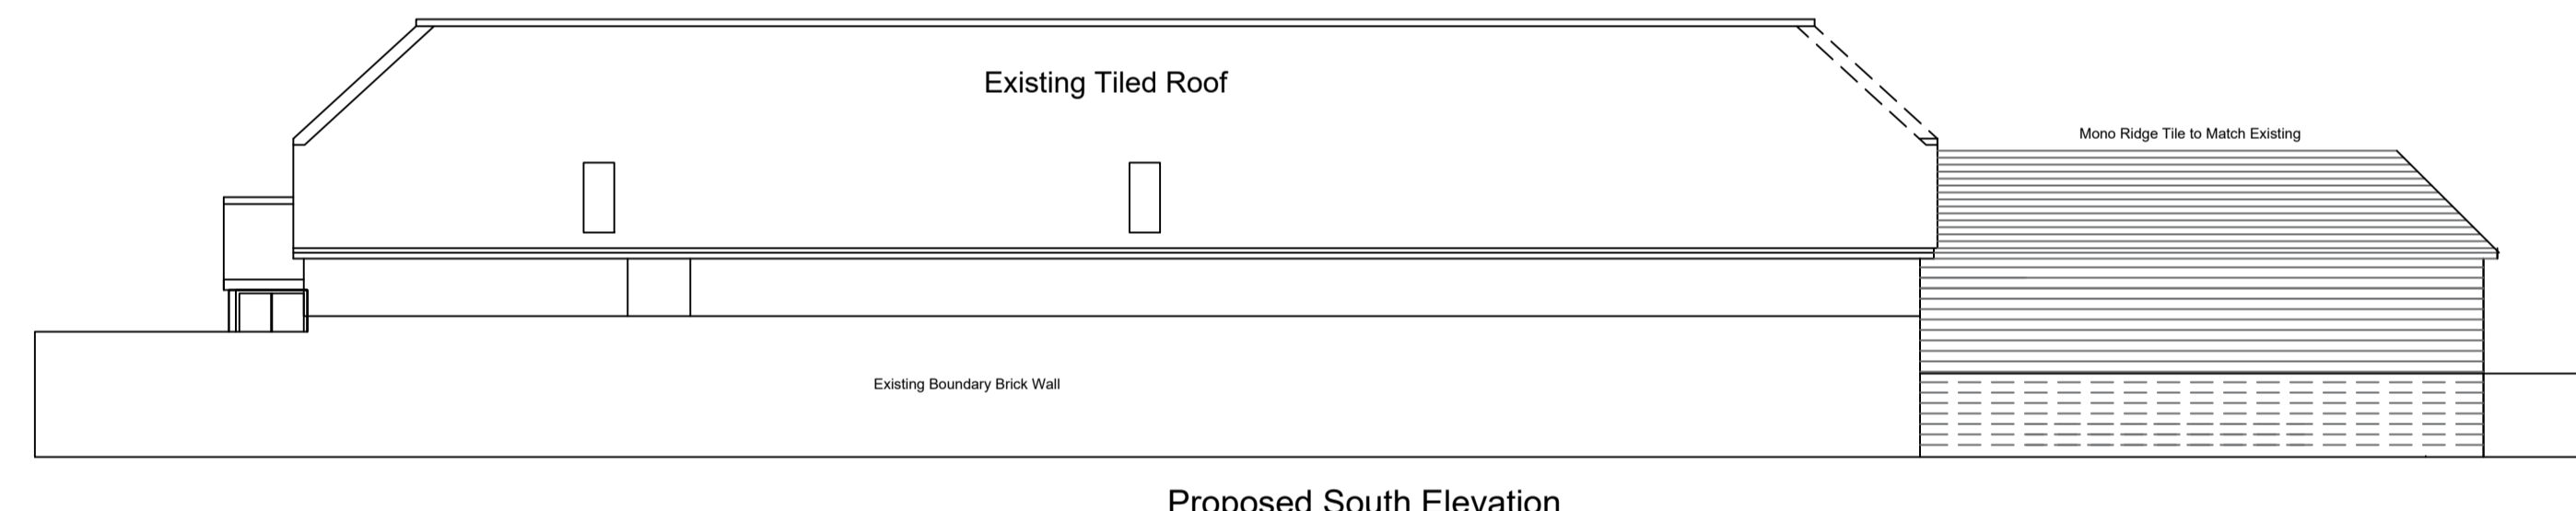 Existing Tiled Roof
Mono Ridge Tile to Match Existing
Existing Boundary Brick Wall
Proposed South Elevation